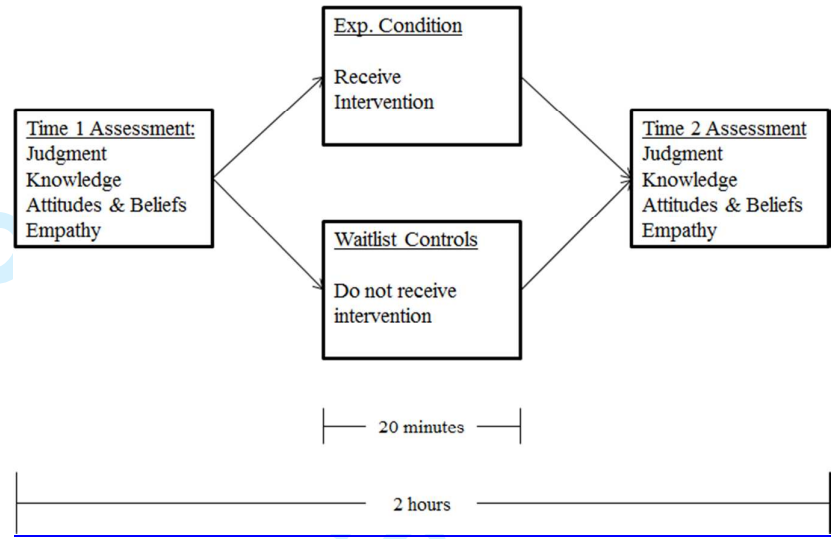 Exp. Condition
Receive
Intervention
Time 1 Assessment:
Judgment
Knowledge
Attitudes & Beliefs
Empathy
Time 2 Assessment
Judgment
Knowledge
Attitudes & Beliefs
Empathy
Waitlist Controls
Do not receive
intervention
20 minutes
2 hours